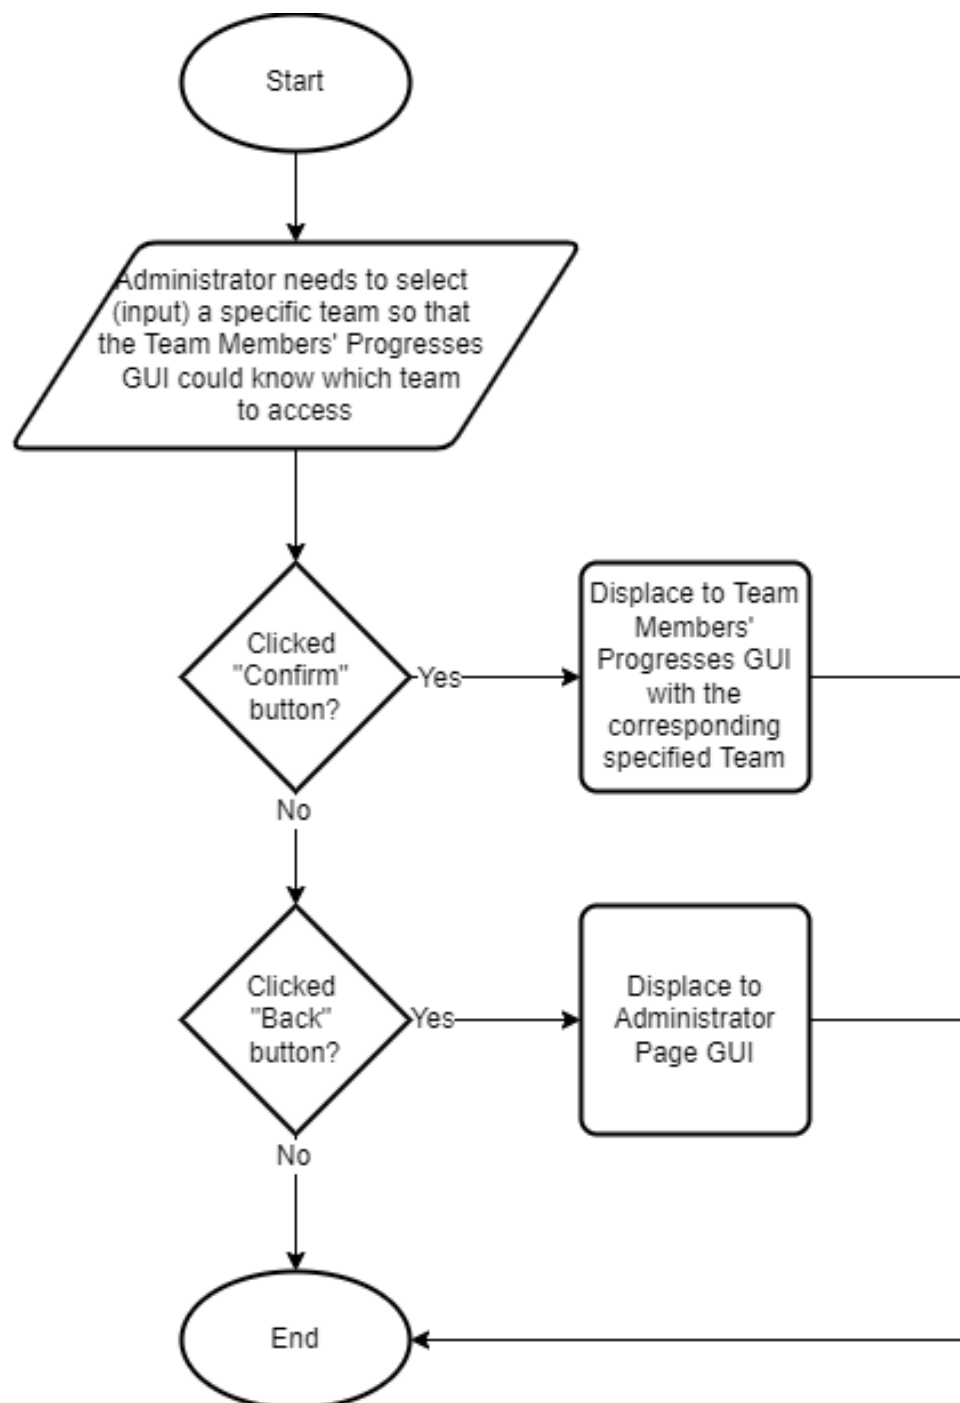 Start
Administrator needs to select
(input) a specific team so that
the Team Members' Progresses
GUI could know which team
to access
Clicked
"Confirm"
button?
Yes
Displace to Team
Members'
Progresses GUI
with the
corresponding
specified Team
No
Clicked
"Back"
button?
Yes
Displace to
Administrator
Page GUI
No
End